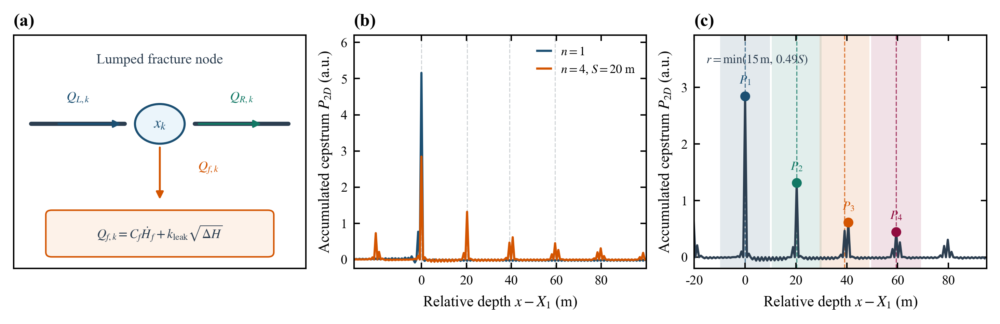 (a)
Lumped fracture node
Q_{L,k}
Q_{R,k}
x_k
Q_{f,k}
Q_{f,k} = C_f Ḣ_f + k_{leak} √ΔH
(b)
Accumulated cepstrum P_{2D} (a.u.)
6
5
4
3
2
1
0
n = 1
n = 4, S = 20 m
0 20 40 60 80
Relative depth x − X_1 (m)
(c)
Accumulated cepstrum P_{2D} (a.u.)
3
2
1
0
r = min(15 m, 0.49S)
P_1
P_2
P_3
P_4
-20 0 20 40 60 80
Relative depth x − X_1 (m)